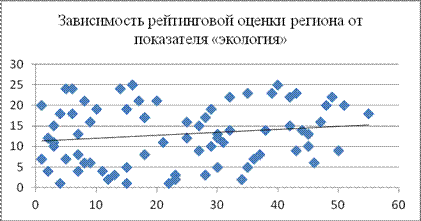 Зависимость рейтинговой оценки региона от
показателя «экология»
30
25
20
15
10
5
0
0 10 20 30 40 50 60